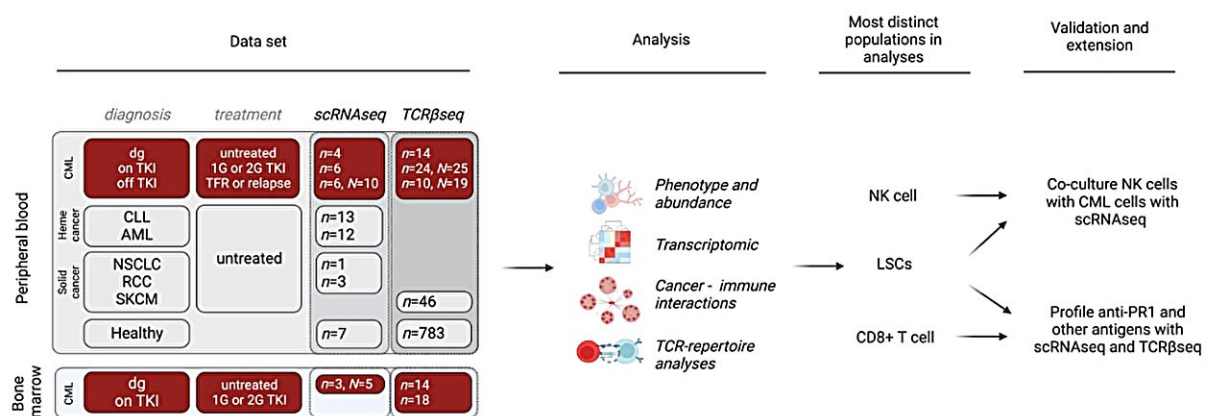 Data set
Analysis
Most distinct
populations in
analyses
Validation and
extension
diagnosis
treatment
scRNAseq
TCRβseq
Peripheral blood
CML
dg
on TKI
off TKI
untreated
1G or 2G TKI
TFR or relapse
n=4
n=6
n=6, N=10
n=14
n=24, N=25
n=10, N=19
Heme
cancer
CLL
AML
untreated
n=13
n=12
Solid
cancer
NSCLC
RCC
SKCM
n=1
n=3
n=46
Healthy
n=7
n=783
Bone
marrow
CML
dg
on TKI
untreated
1G or 2G TKI
n=3, N=5
n=14
n=18
Phenotype and
abundance
Transcriptomic
Cancer - immune
interactions
TCR-repertoire
analyses
NK cell
LSCs
CD8+ T cell
Co-culture NK cells
with CML cells with
scRNAseq
Profile anti-PR1 and
other antigens with
scRNAseq and TCRβseq